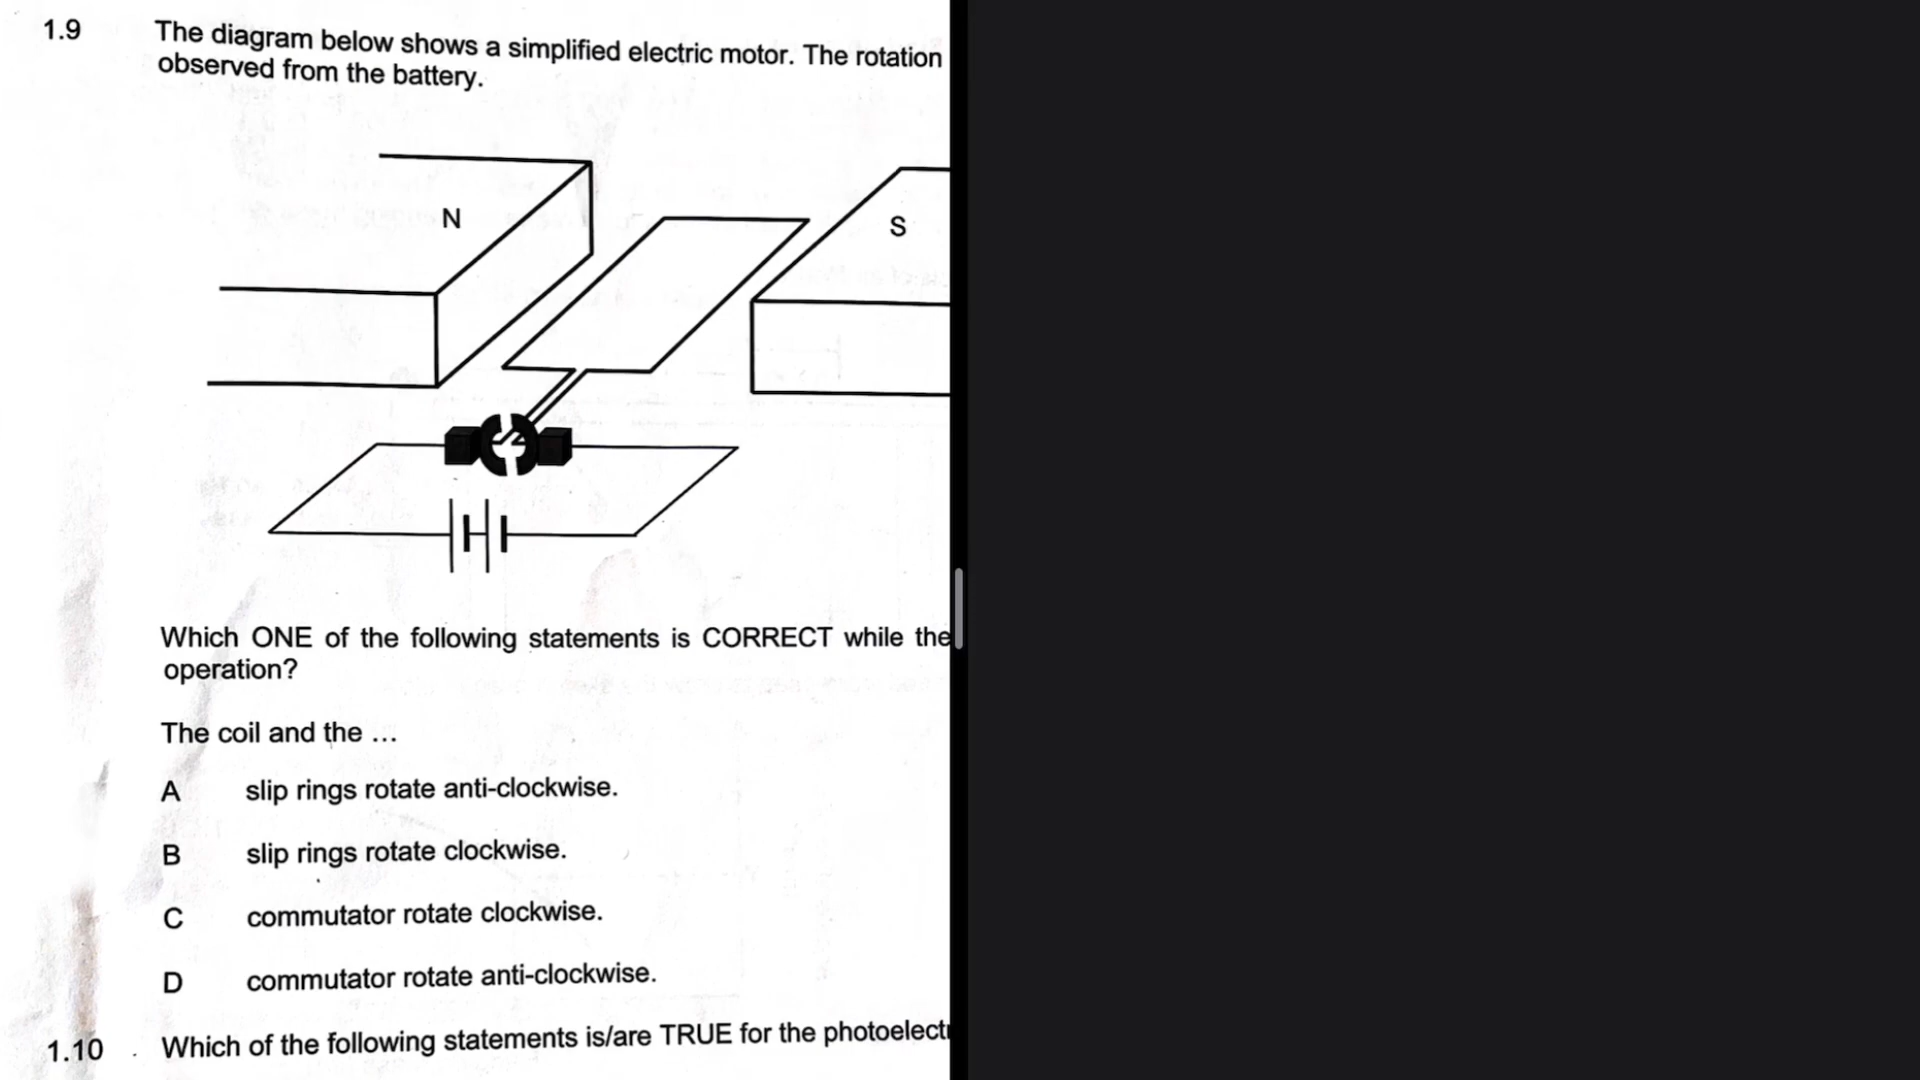 1.9 The diagram below shows a simplified electric motor. The rotation
observed from the battery.
N
S
Which ONE of the following statements is CORRECT while the
operation?
The coil and the ...
A slip rings rotate anti-clockwise.
B slip rings rotate clockwise.
C commutator rotate clockwise.
D commutator rotate anti-clockwise.
1.10 Which of the following statements is/are TRUE for the